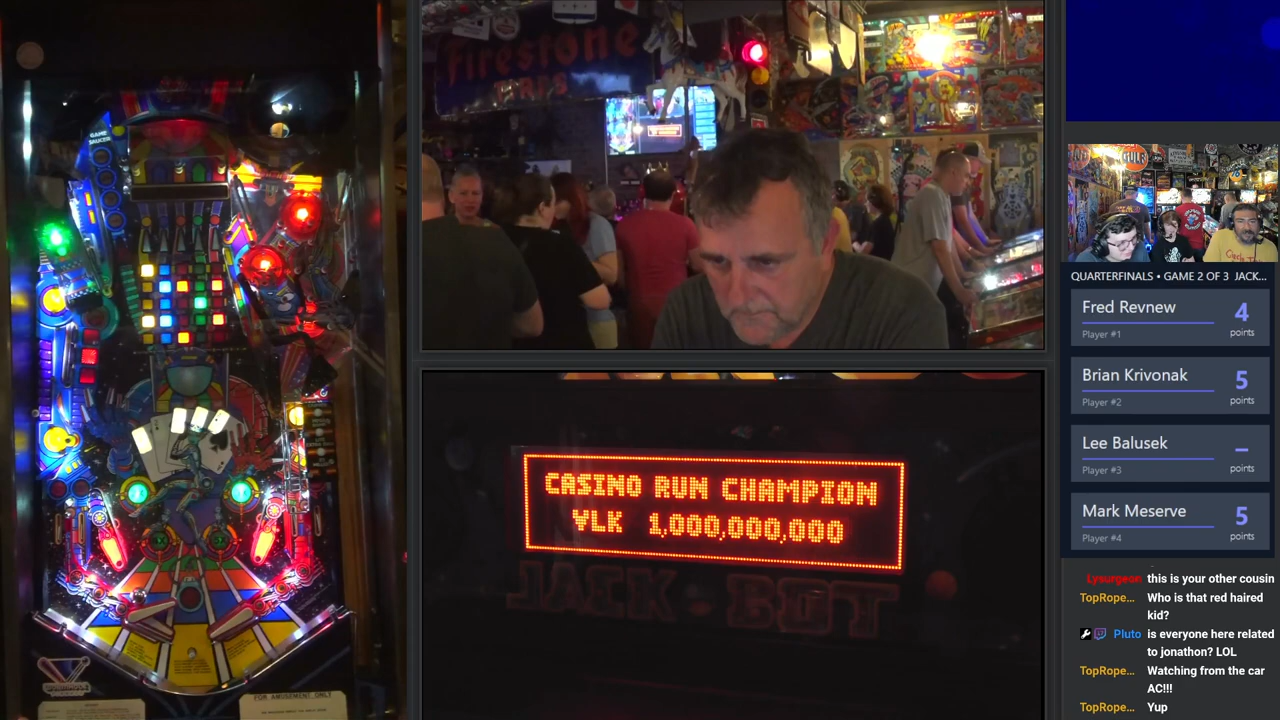 Firestone
GULF
GAME
SAUCER
CASINO RUN CHAMPION
VLK 1,000,000,000
JACK BOT
FOR AMUSEMENT ONLY
QUARTERFINALS • GAME 2 OF 3 JACK...
Fred Revnew
Player #1
4
points
Brian Krivonak
Player #2
5
points
Lee Balusek
Player #3
–
points
Mark Meserve
Player #4
5
points
Lysurgeon this is your other cousin
TopRope... Who is that red haired
kid?
Pluto is everyone here related
to jonathon? LOL
TopRope... Watching from the car
AC!!!
TopRope... Yup